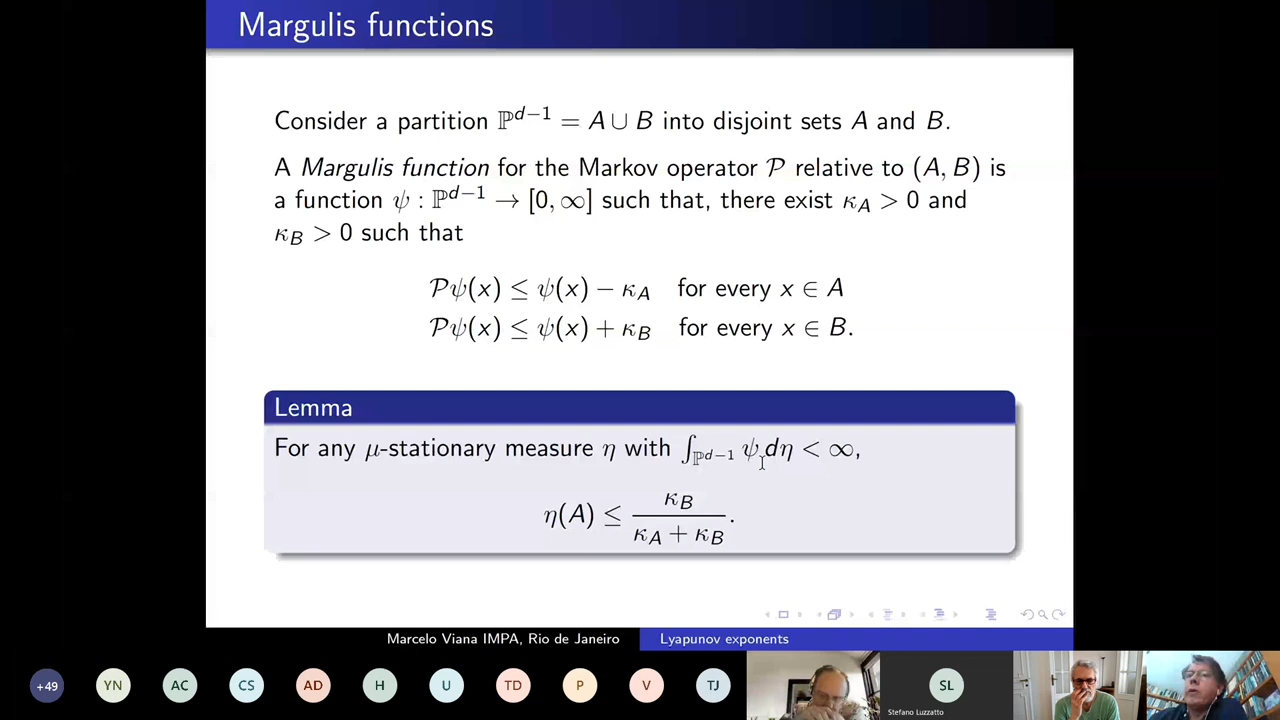 Margulis functions
Consider a partition ℙ^{d−1} = A ∪ B into disjoint sets A and B.
A Margulis function for the Markov operator 𝒫 relative to (A, B) is
a function ψ : ℙ^{d−1} → [0, ∞] such that, there exist κ_A > 0 and
κ_B > 0 such that
𝒫ψ(x) ≤ ψ(x) − κ_A for every x ∈ A
𝒫ψ(x) ≤ ψ(x) + κ_B for every x ∈ B.
Lemma
For any μ-stationary measure η with ∫_{ℙ^{d−1}} ψ dη < ∞,
η(A) ≤ κ_B / (κ_A + κ_B).
Marcelo Viana IMPA, Rio de Janeiro Lyapunov exponents
+49 YN AC CS AD H U TD P V TJ SL
Stefano Luzzatto